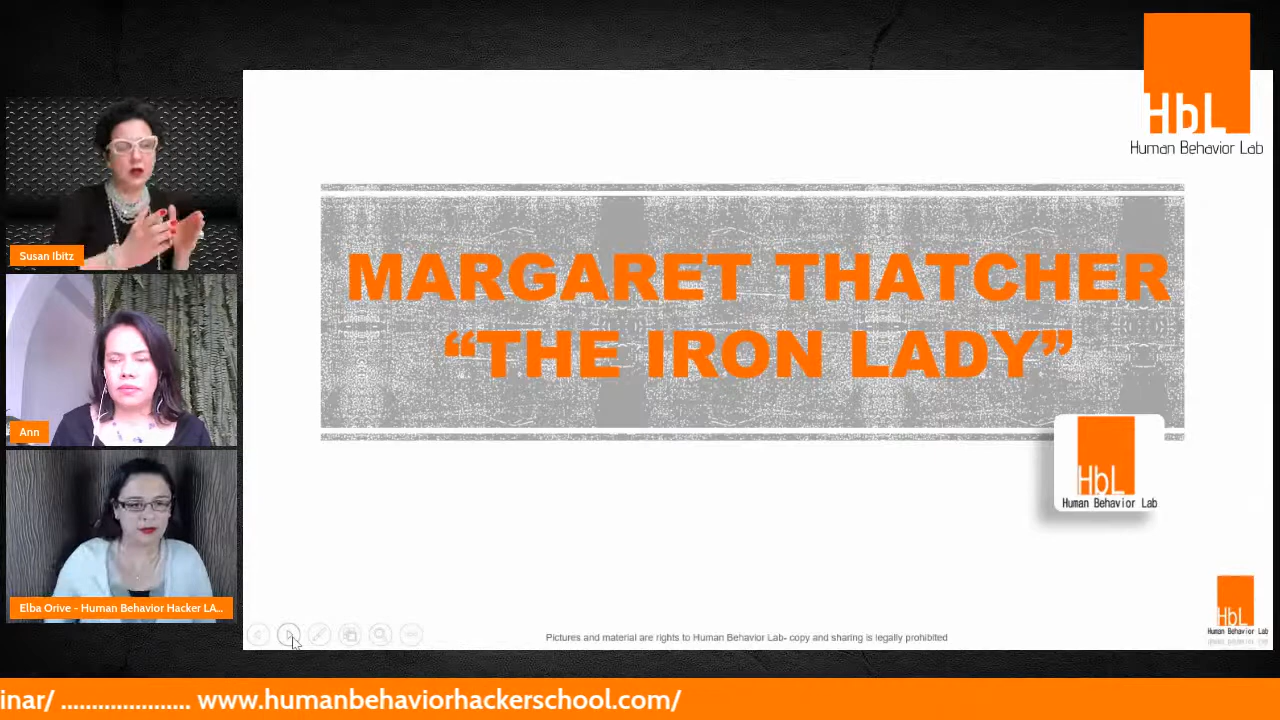 HbL
Human Behavior Lab
Susan Ibitz
Ann
Elba Orive - Human Behavior Hacker LA...
MARGARET THATCHER
“THE IRON LADY”
HbL
Human Behavior Lab
HbL
Human Behavior Lab
Pictures and material are rights to Human Behavior Lab- copy and sharing is legally prohibited
inar/ ..................... www.humanbehaviorhackerschool.com/